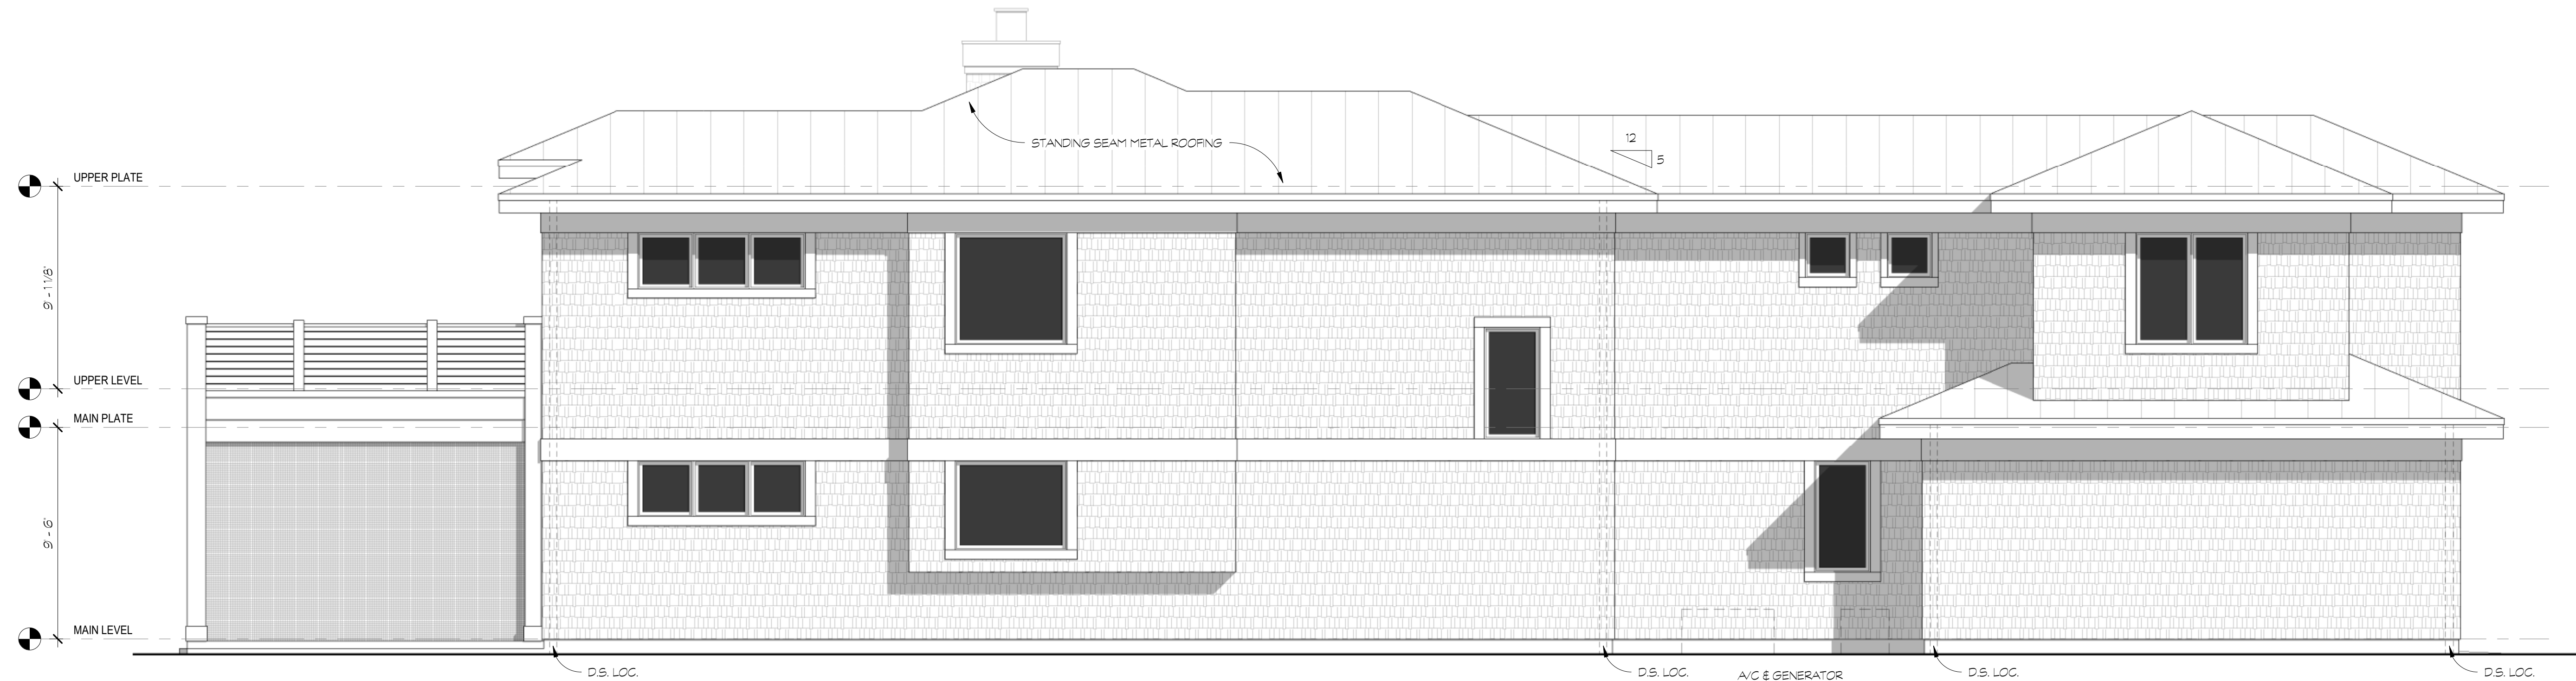 STANDING SEAM METAL ROOFING
12
5
UPPER PLATE
9' - 1 1/8"
UPPER LEVEL
MAIN PLATE
9' - 6"
MAIN LEVEL
D.S. LOC.
D.S. LOC.
A/C & GENERATOR
D.S. LOC.
D.S. LOC.